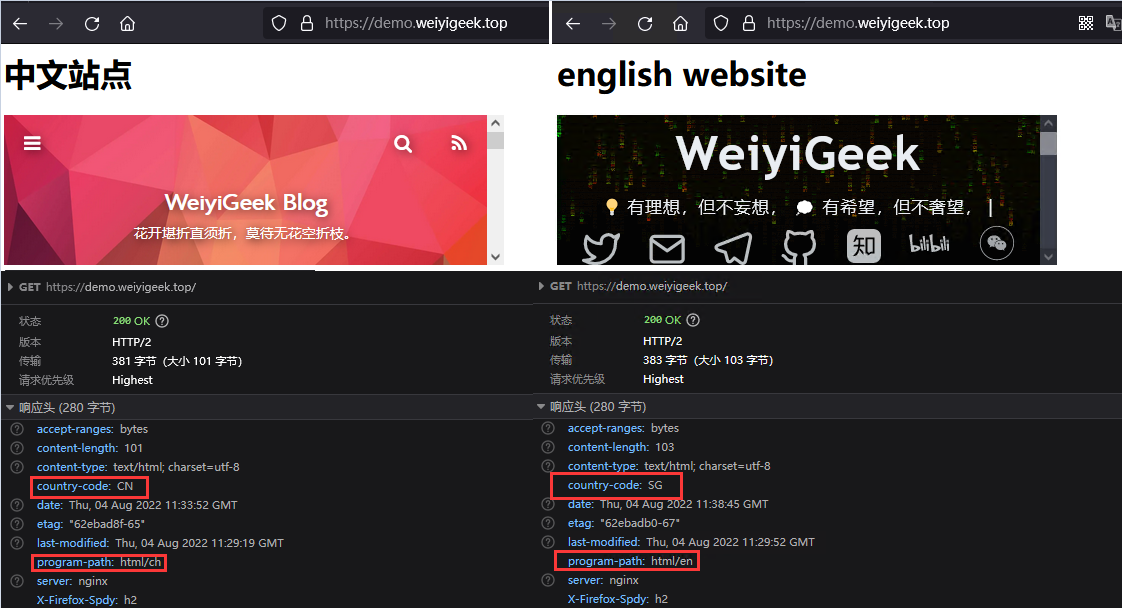 https://demo.weiyigeek.top
中文站点
WeiyiGeek Blog
花开堪折直须折，莫待无花空折枝。
GET https://demo.weiyigeek.top/
状态 200 OK
版本 HTTP/2
传输 381 字节 (大小 101 字节)
请求优先级 Highest
响应头 (280 字节)
accept-ranges: bytes
content-length: 101
content-type: text/html; charset=utf-8
country-code: CN
date: Thu, 04 Aug 2022 11:33:52 GMT
etag: "62ebad8f-65"
last-modified: Thu, 04 Aug 2022 11:29:19 GMT
program-path: html/ch
server: nginx
X-Firefox-Spdy: h2
https://demo.weiyigeek.top
english website
WeiyiGeek
有理想，但不妄想， 有希望，但不奢望， |
知 bilibili
GET https://demo.weiyigeek.top/
状态 200 OK
版本 HTTP/2
传输 383 字节 (大小 103 字节)
请求优先级 Highest
响应头 (280 字节)
accept-ranges: bytes
content-length: 103
content-type: text/html; charset=utf-8
country-code: SG
date: Thu, 04 Aug 2022 11:38:45 GMT
etag: "62ebadb0-67"
last-modified: Thu, 04 Aug 2022 11:29:52 GMT
program-path: html/en
server: nginx
X-Firefox-Spdy: h2